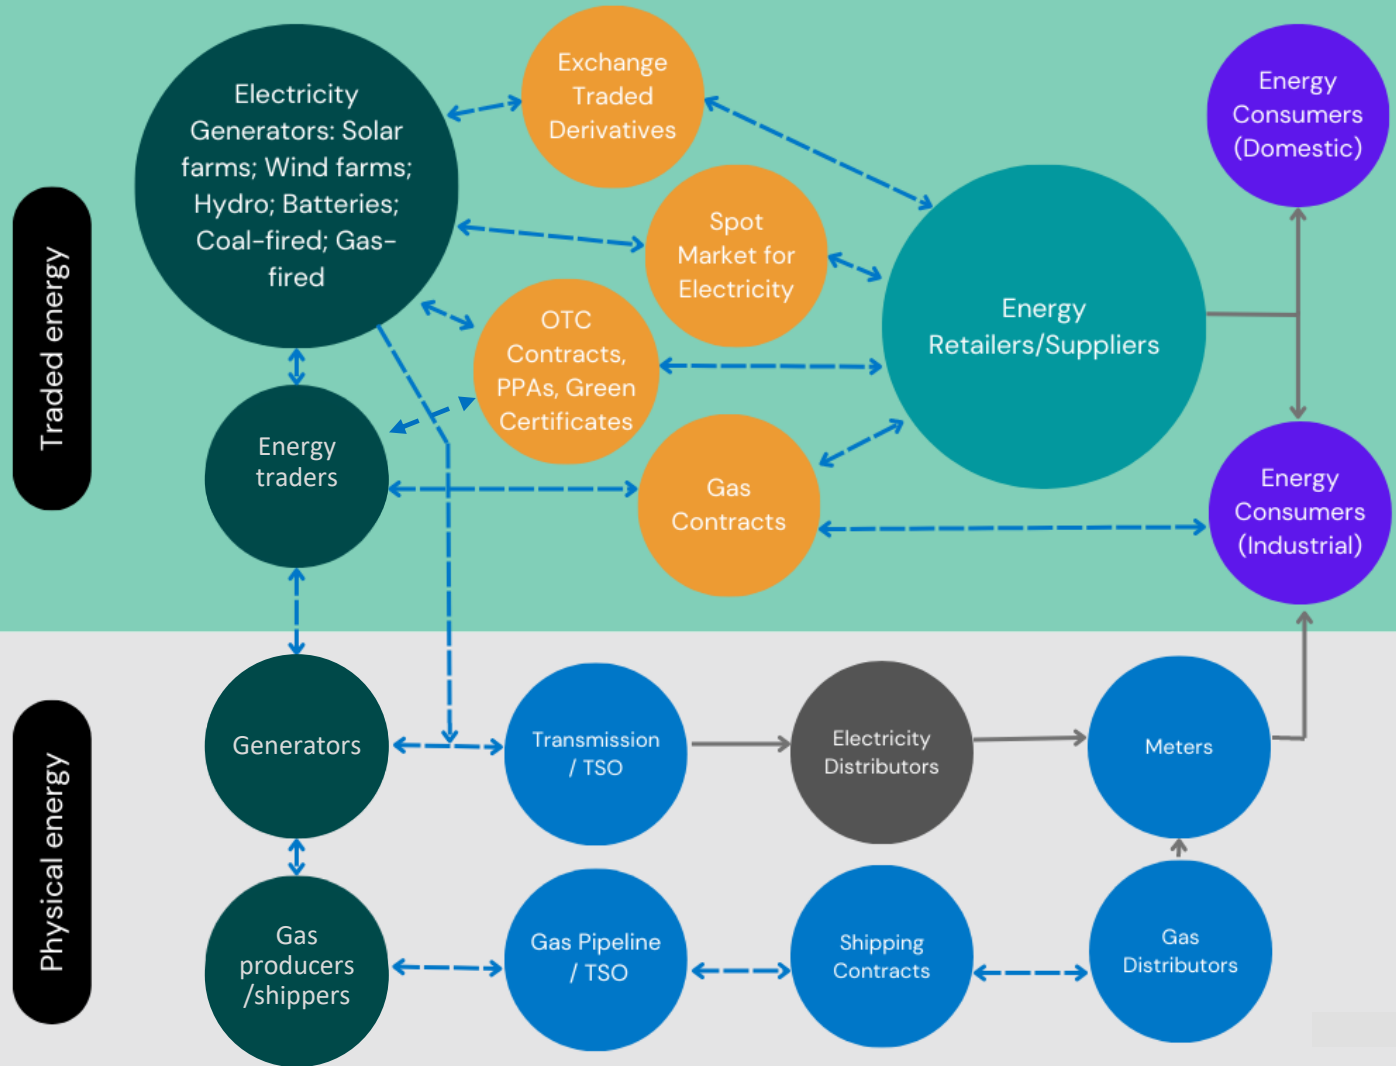 Traded energy
Electricity
Generators: Solar
farms; Wind farms;
Hydro; Batteries;
Coal-fired; Gas-
fired
Exchange
Traded
Derivatives
Spot
Market for
Electricity
OTC
Contracts,
PPAs, Green
Certificates
Energy
traders
Gas
Contracts
Energy
Retailers/Suppliers
Energy
Consumers
(Domestic)
Energy
Consumers
(Industrial)
Physical energy
Generators
Transmission
/ TSO
Electricity
Distributors
Meters
Gas
producers
/shippers
Gas Pipeline
/ TSO
Shipping
Contracts
Gas
Distributors